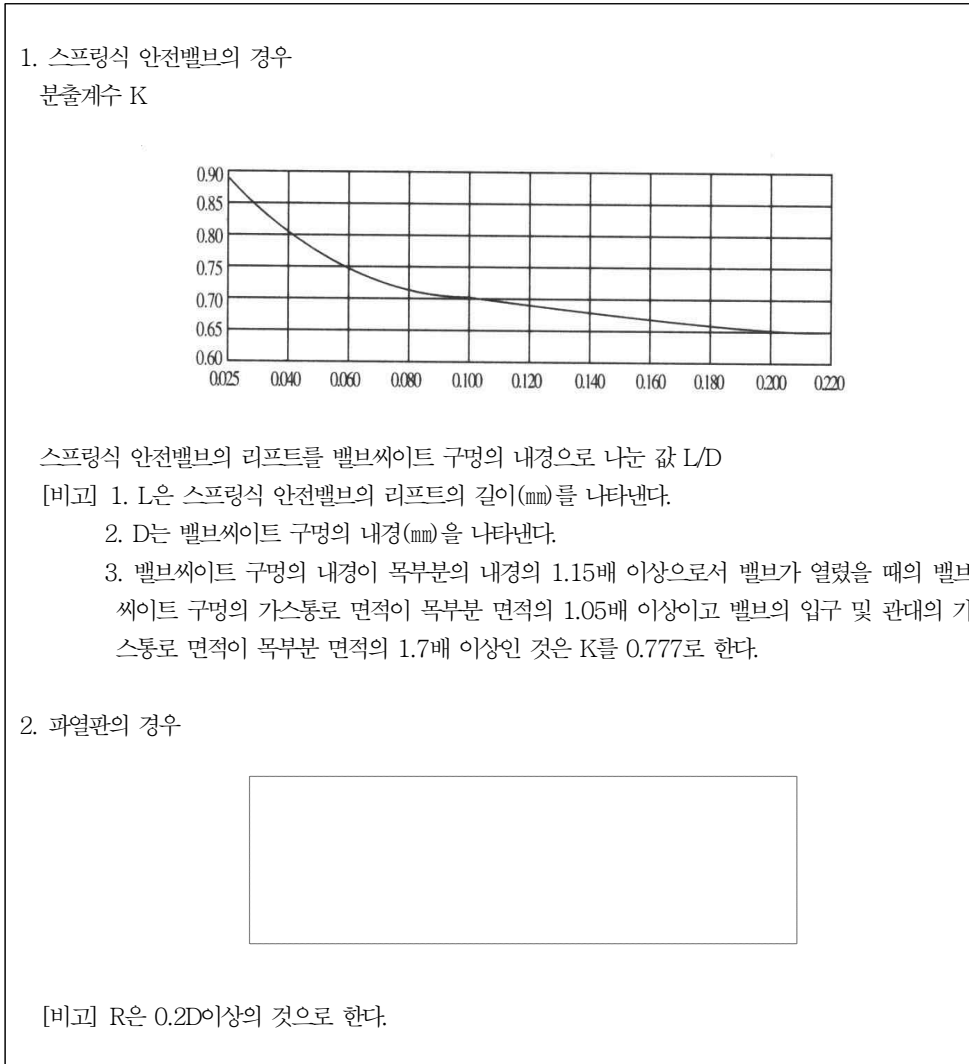 1. 스프링식 안전밸브의 경우
분출계수 K
0.90
0.85
0.80
0.75
0.70
0.65
0.60
0.025 0.040 0.060 0.080 0.100 0.120 0.140 0.160 0.180 0.200 0.220
스프링식 안전밸브의 리프트를 밸브씨이트 구멍의 내경으로 나눈 값 L/D
[비고] 1. L은 스프링식 안전밸브의 리프트의 길이(㎜)를 나타낸다.
2. D는 밸브씨이트 구멍의 내경(㎜)을 나타낸다.
3. 밸브씨이트 구멍의 내경이 목부분의 내경의 1.15배 이상으로서 밸브가 열렸을 때의 밸브
씨이트 구멍의 가스통로 면적이 목부분 면적의 1.05배 이상이고 밸브의 입구 및 관대의 가
스통로 면적이 목부분 면적의 1.7배 이상인 것은 K를 0.777로 한다.
2. 파열판의 경우
[비고] R은 0.2D이상의 것으로 한다.